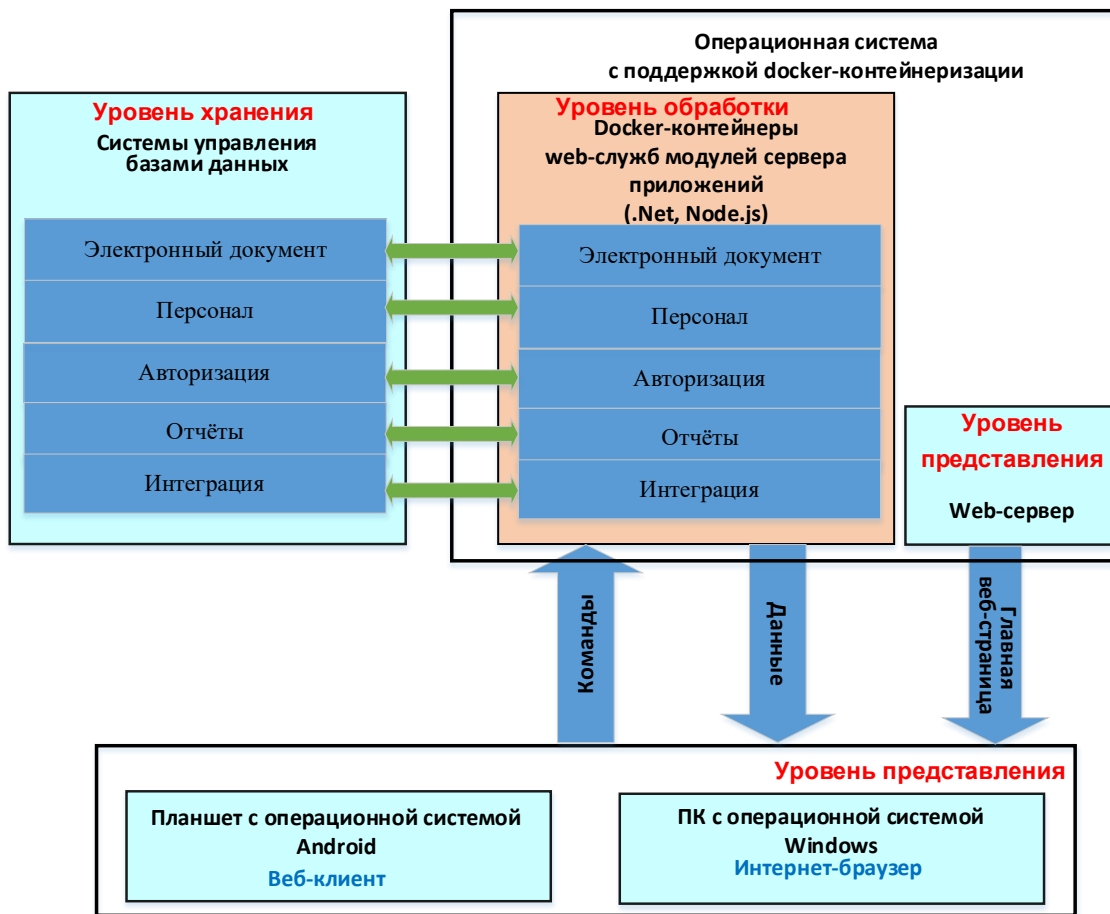 Операционная система
с поддержкой docker-контейнеризации
Уровень хранения
Системы управления
базами данных
Электронный документ
Персонал
Авторизация
Отчёты
Интеграция
Уровень обработки
Docker-контейнеры
web-служб модулей сервера
приложений
(.Net, Node.js)
Электронный документ
Персонал
Авторизация
Отчёты
Интеграция
Уровень
представления
Web-сервер
Команды
Данные
Главная
веб-страница
Уровень представления
Планшет с операционной системой
Android
Веб-клиент
ПК с операционной системой
Windows
Интернет-браузер